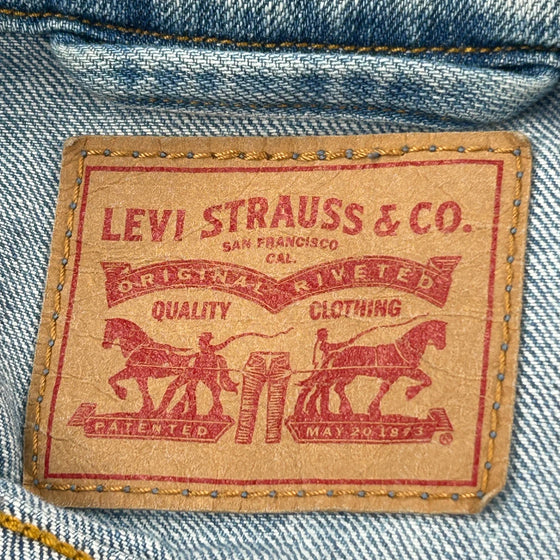 LEVI STRAUSS & CO.
SAN FRANCISCO
CAL.
ORIGINAL RIVETED
QUALITY CLOTHING
PATENTED MAY 20 1873
®